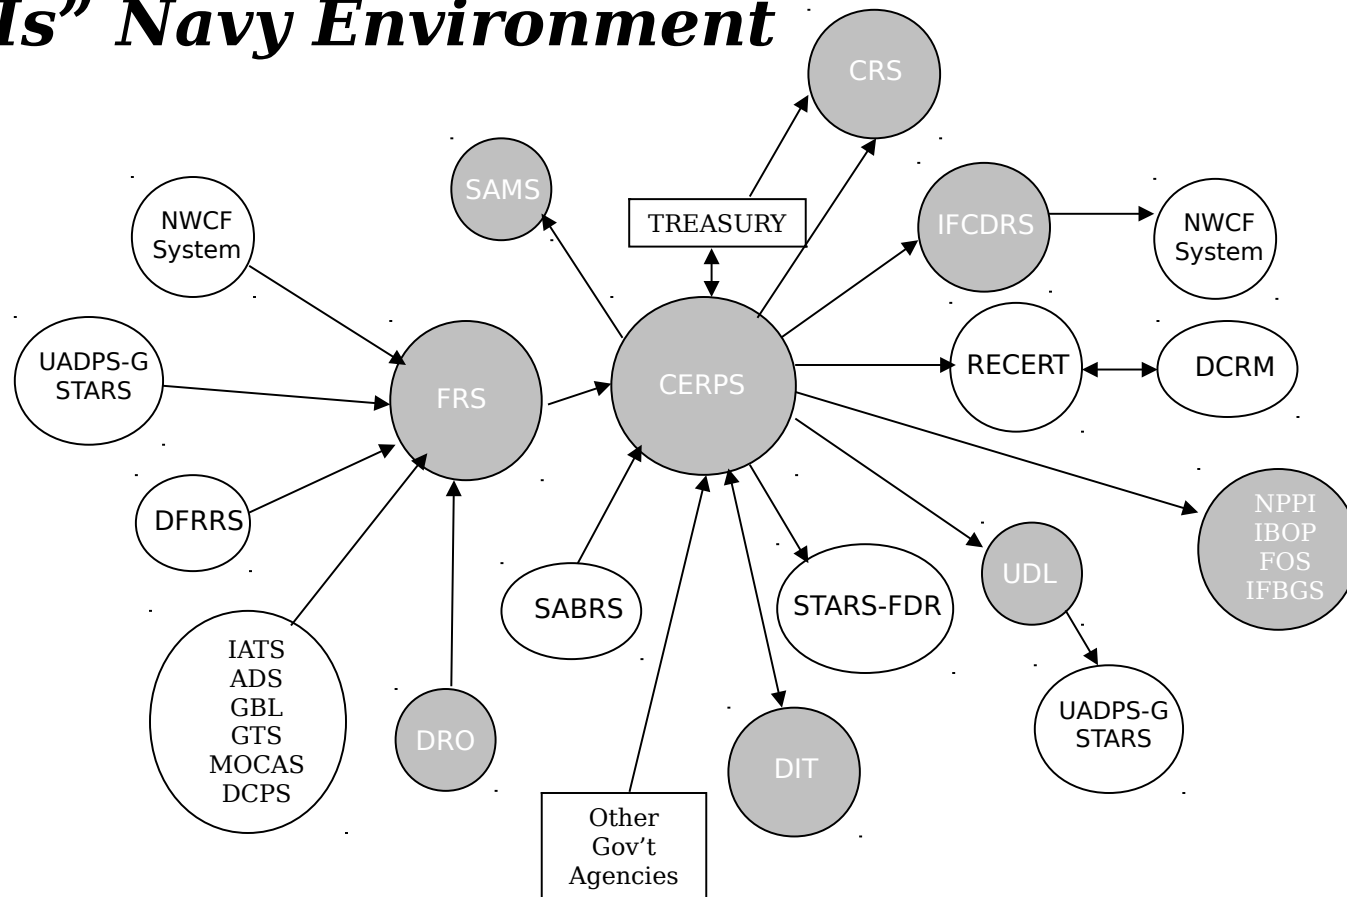 Is” Navy Environment
CRS
SAMS
TREASURY
IFCDRS
NWCF
System
NWCF
System
UADPS-G
STARS
FRS
CERPS
RECERT
DCRM
DFRRS
NPPI
IBOP
FOS
IFBGS
SABRS
STARS-FDR
UDL
IATS
ADS
GBL
GTS
MOCAS
DCPS
DRO
DIT
UADPS-G
STARS
Other
Gov’t
Agencies